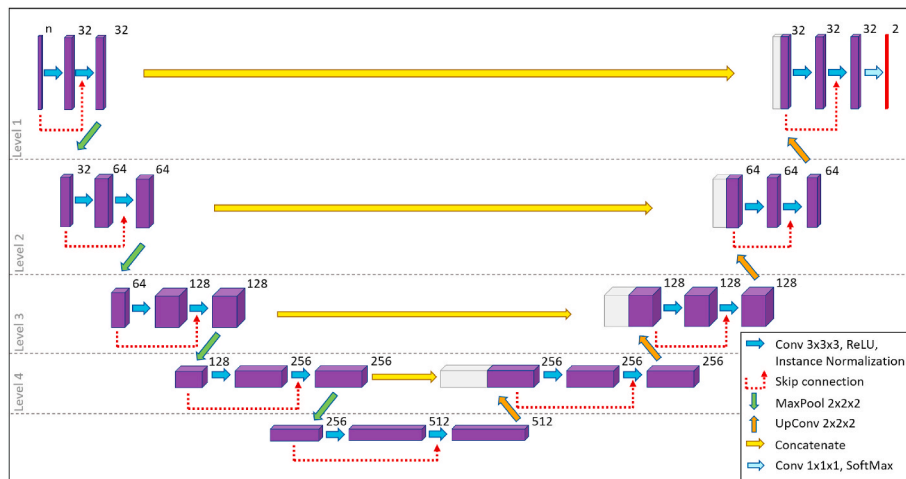 n 32 32
32 32 32 2
Level 1
32 64 64
64 64 64
Level 2
64 128 128
128 128 128
Level 3
128 256 256
256 256 256
Level 4
256 512 512
Conv 3x3x3, ReLU,
Instance Normalization
Skip connection
MaxPool 2x2x2
UpConv 2x2x2
Concatenate
Conv 1x1x1, SoftMax